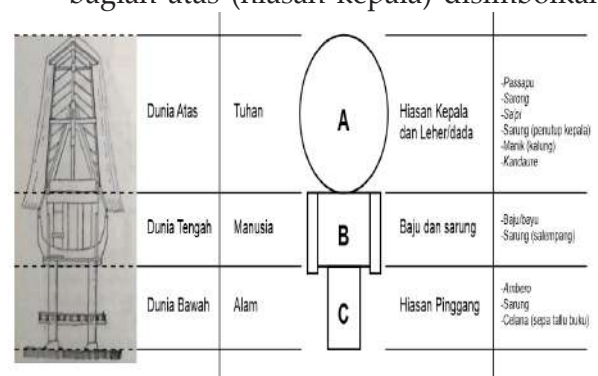 bagian atas (hiasan kepala) disimbolkan
Dunia Atas
Tuhan
A
Hiasan Kepala
dan Leher/dada
-Passapu
-Sarong
-Sa'pi
-Sarung (penutup kepala)
-Manik (kalung)
-Kandaure
Dunia Tengah
Manusia
B
Baju dan sarung
-Baju/bayu
-Sarung (salempang)
Dunia Bawah
Alam
C
Hiasan Pinggang
-Ambero
-Sarung
-Celana (sepa tallu buku)